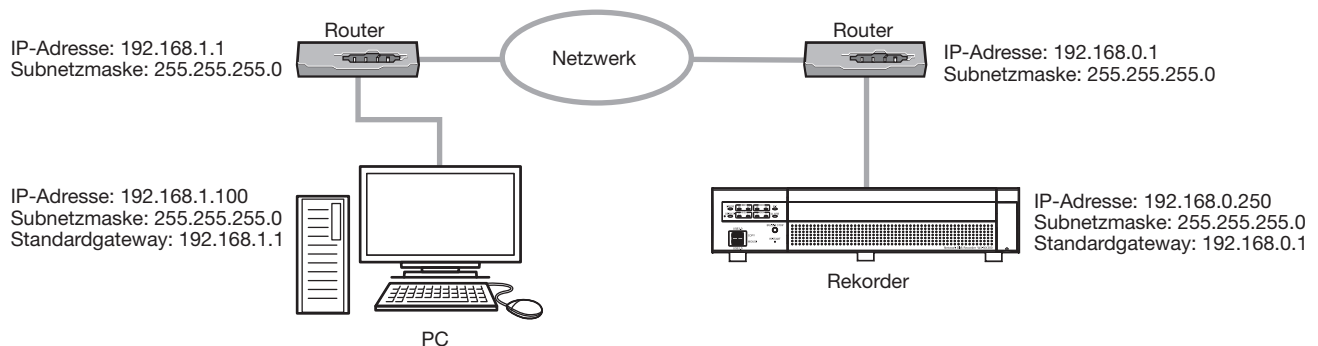 Router
IP-Adresse: 192.168.1.1
Subnetzmaske: 255.255.255.0
Netzwerk
Router
IP-Adresse: 192.168.0.1
Subnetzmaske: 255.255.255.0
IP-Adresse: 192.168.1.100
Subnetzmaske: 255.255.255.0
Standardgateway: 192.168.1.1
PC
IP-Adresse: 192.168.0.250
Subnetzmaske: 255.255.255.0
Standardgateway: 192.168.0.1
Rekorder